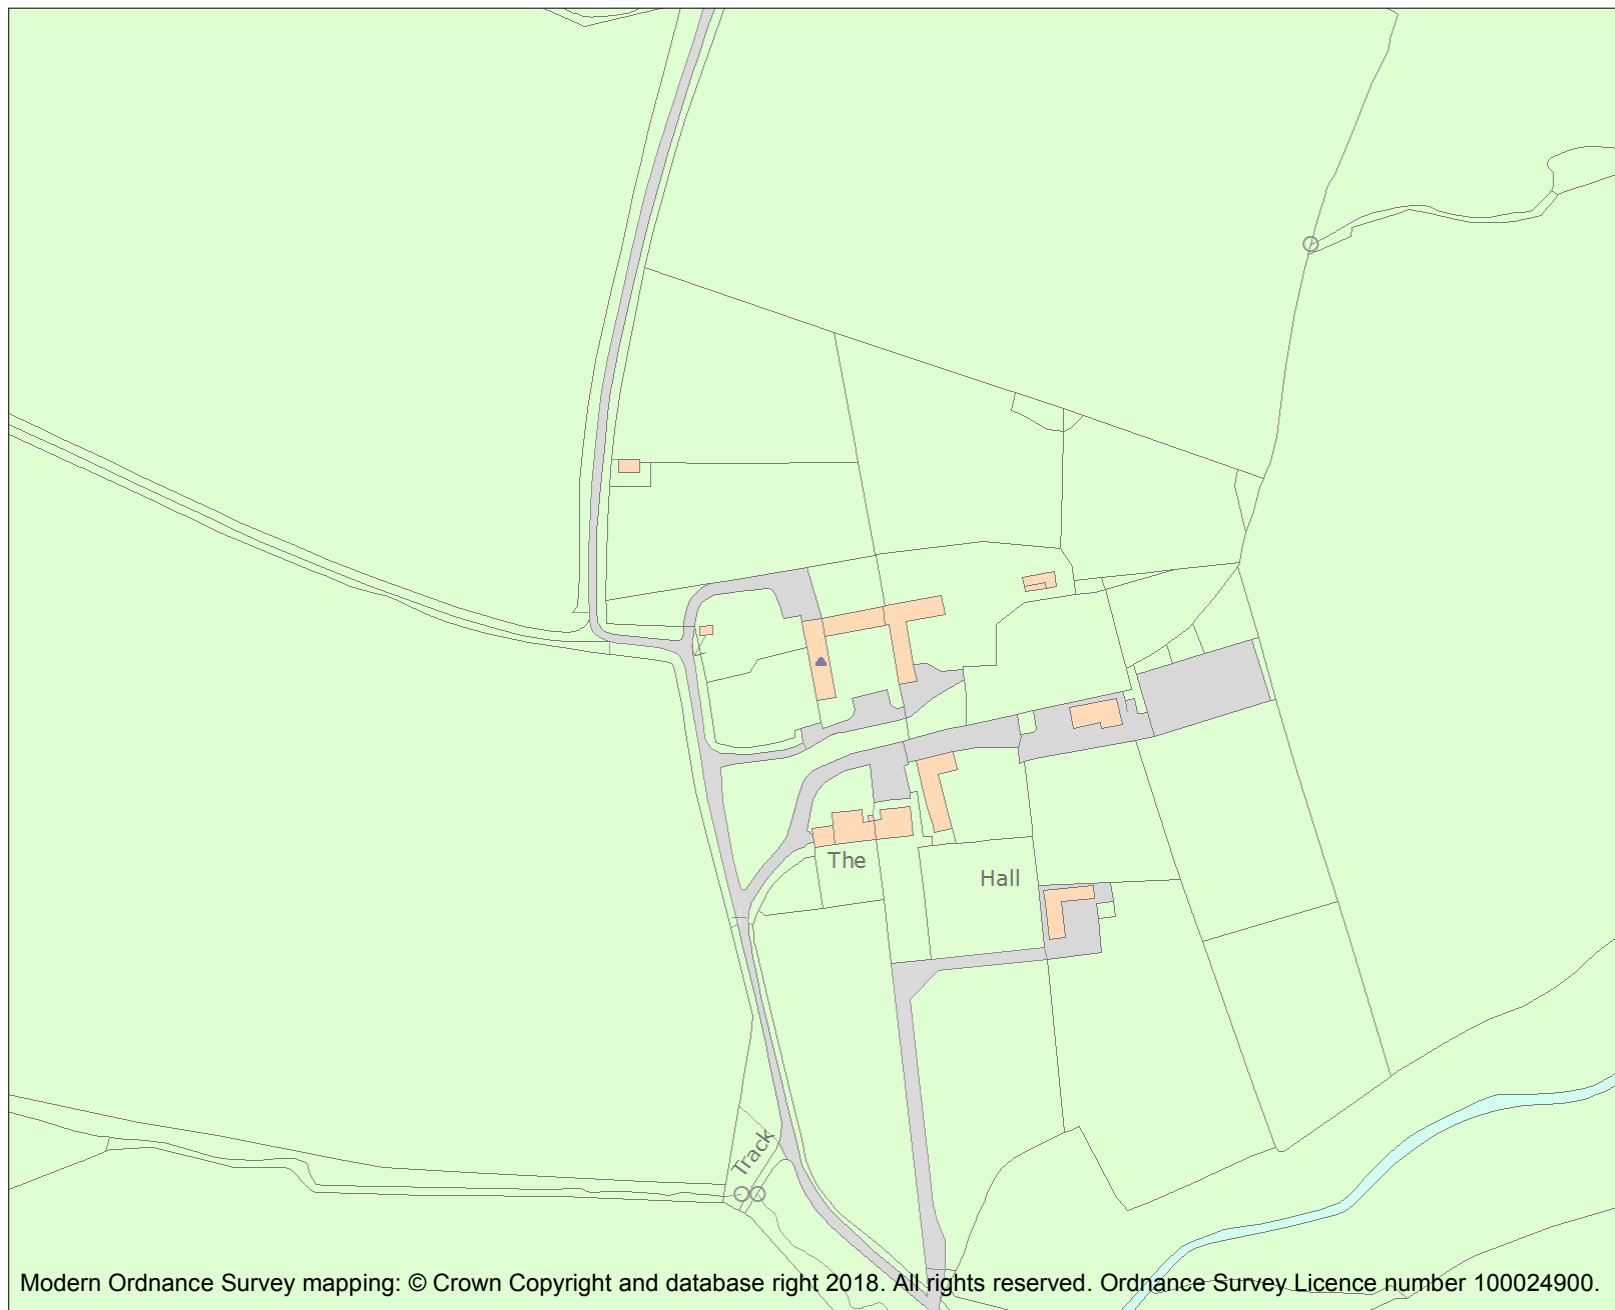 The
Hall
Track
Modern Ordnance Survey mapping: © Crown Copyright and database right 2018. All rights reserved. Ordnance Survey Licence number 100024900.